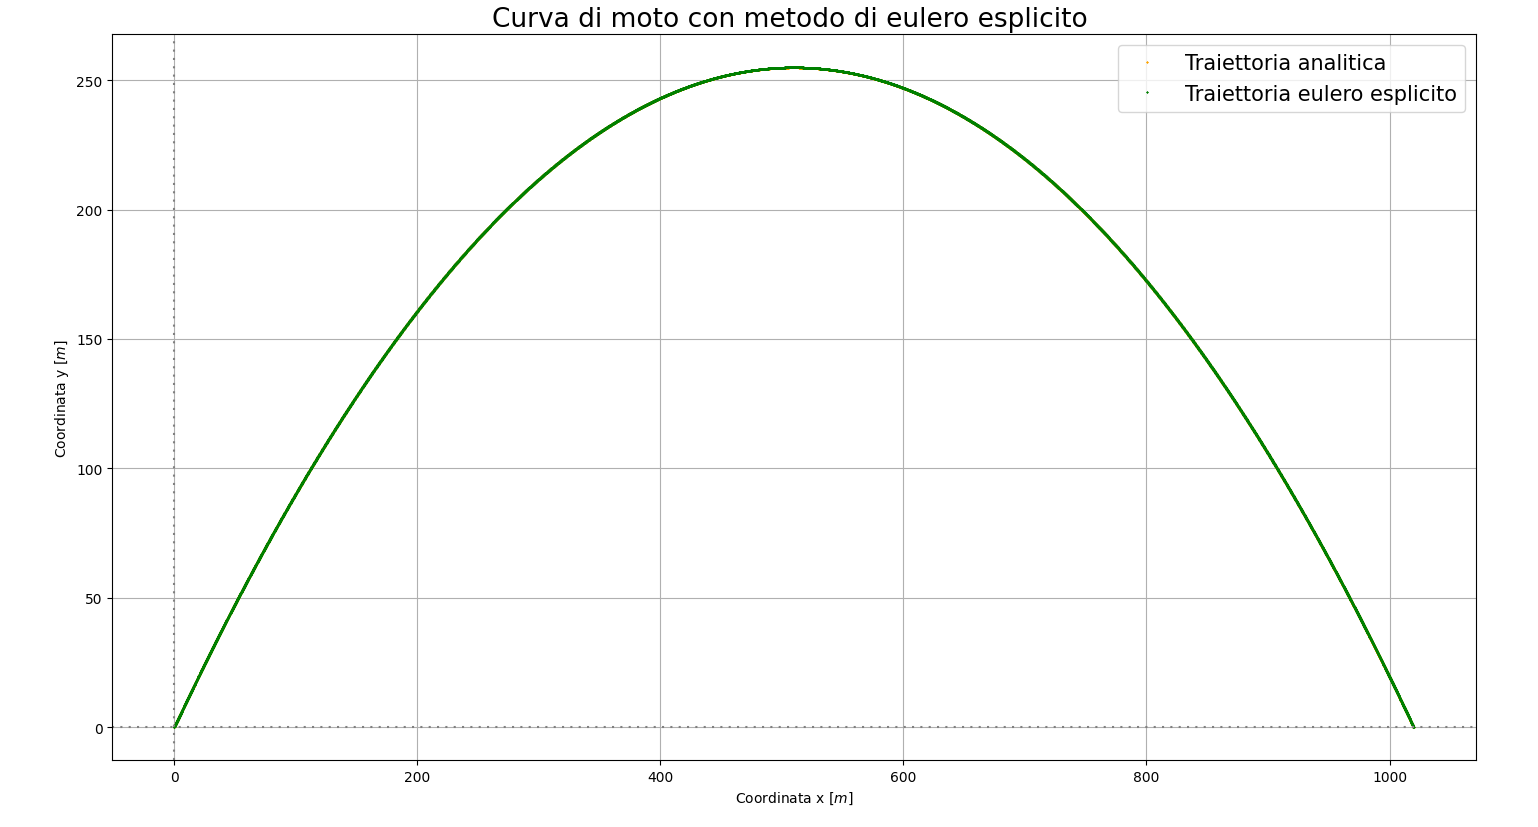 Curva di moto con metodo di eulero esplicito
Traiettoria analitica
Traiettoria eulero esplicito
250
200
150
100
50
0
Coordinata y [m]
0 200 400 600 800 1000
Coordinata x [m]